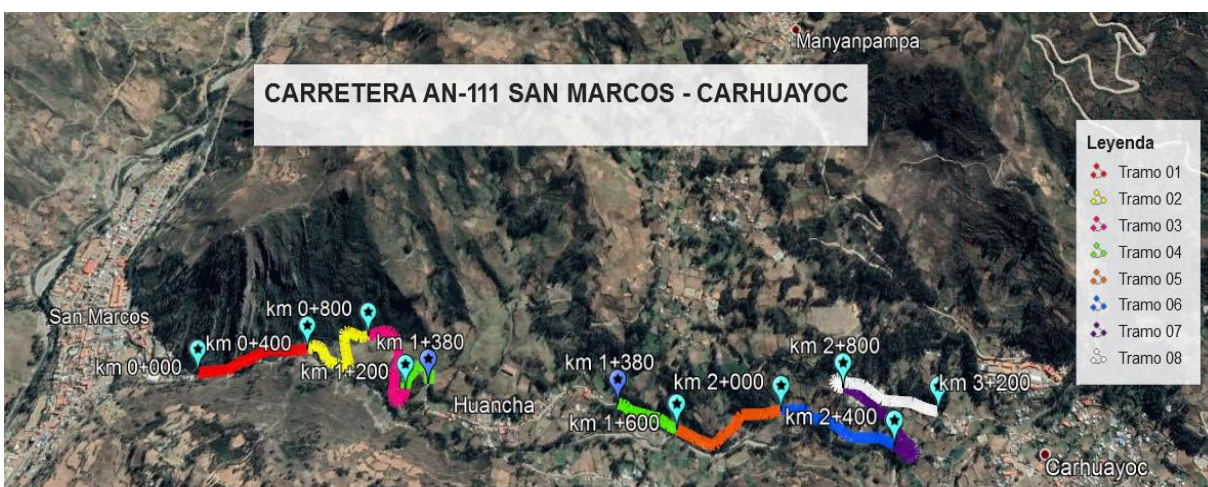 Manyanpampa
CARRETERA AN-111 SAN MARCOS - CARHUAYOC
Leyenda
Tramo 01
Tramo 02
Tramo 03
Tramo 04
Tramo 05
Tramo 06
Tramo 07
Tramo 08
San Marcos
km 0+000
km 0+400
km 0+800
km 1+200
km 1+380
Huancha
km 1+380
km 1+600
km 2+000
km 2+400
km 2+800
km 3+200
Carhuayoc